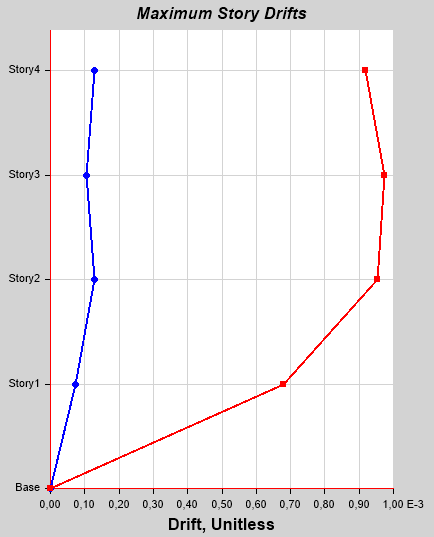 Maximum Story Drifts
Story4
Story3
Story2
Story1
Base
0,00 0,10 0,20 0,30 0,40 0,50 0,60 0,70 0,80 0,90 1,00 E-3
Drift, Unitless